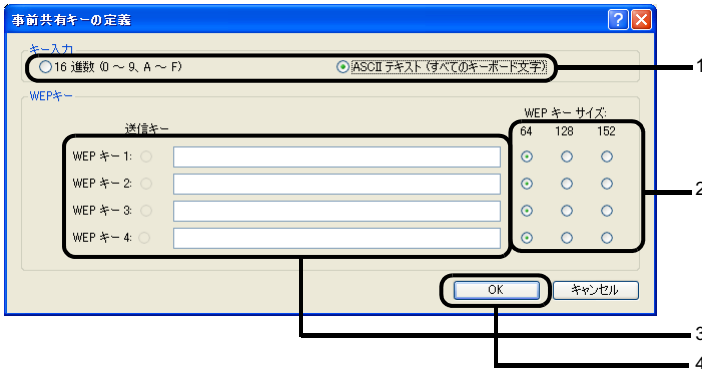 事前共有キーの定義
キー入力
16 進数 (0 ～ 9、A ～ F)
ASCII テキスト (すべてのキーボード文字)
1
WEPキー
WEP キー サイズ:
送信キー
64 128 152
WEP キー 1:
WEP キー 2:
2
WEP キー 3:
WEP キー 4:
OK キャンセル
3
4